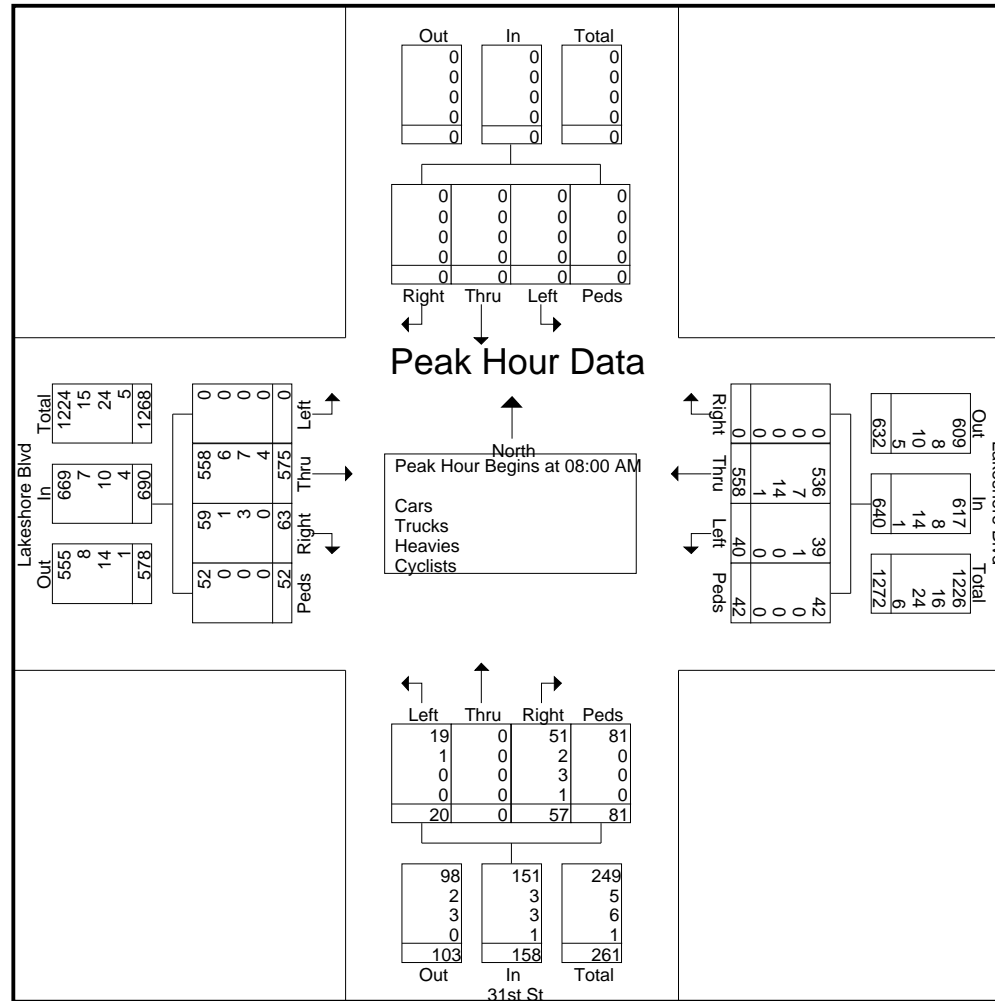 Out In Total
0 0 0
0 0 0
0 0 0
0 0 0
0 0 0
0 0 0 0
0 0 0 0
0 0 0 0
0 0 0 0
0 0 0 0
Right Thru Left Peds
Peak Hour Data
North
Peak Hour Begins at 08:00 AM
Cars
Trucks
Heavies
Cyclists
Lakeshore Blvd
Total In Out
1224 669 555
15 7 8
24 10 14
5 4 1
1268 690 578
0 558 59 52
0 6 1 0
0 7 3 0
0 4 0 0
0 575 63 52
Left Thru Right Peds
Right Thru Left Peds
0 536 39 42
0 7 1 0
0 14 0 0
0 1 0 0
0 558 40 42
Out In Total
609 617 1226
8 8 16
10 14 24
5 1 6
632 640 1272
Lakeshore Blvd
Left Thru Right Peds
19 0 51 81
1 0 2 0
0 0 3 0
0 0 1 0
20 0 57 81
98 151 249
2 3 5
3 3 6
0 1 1
103 158 261
Out In Total
31st St